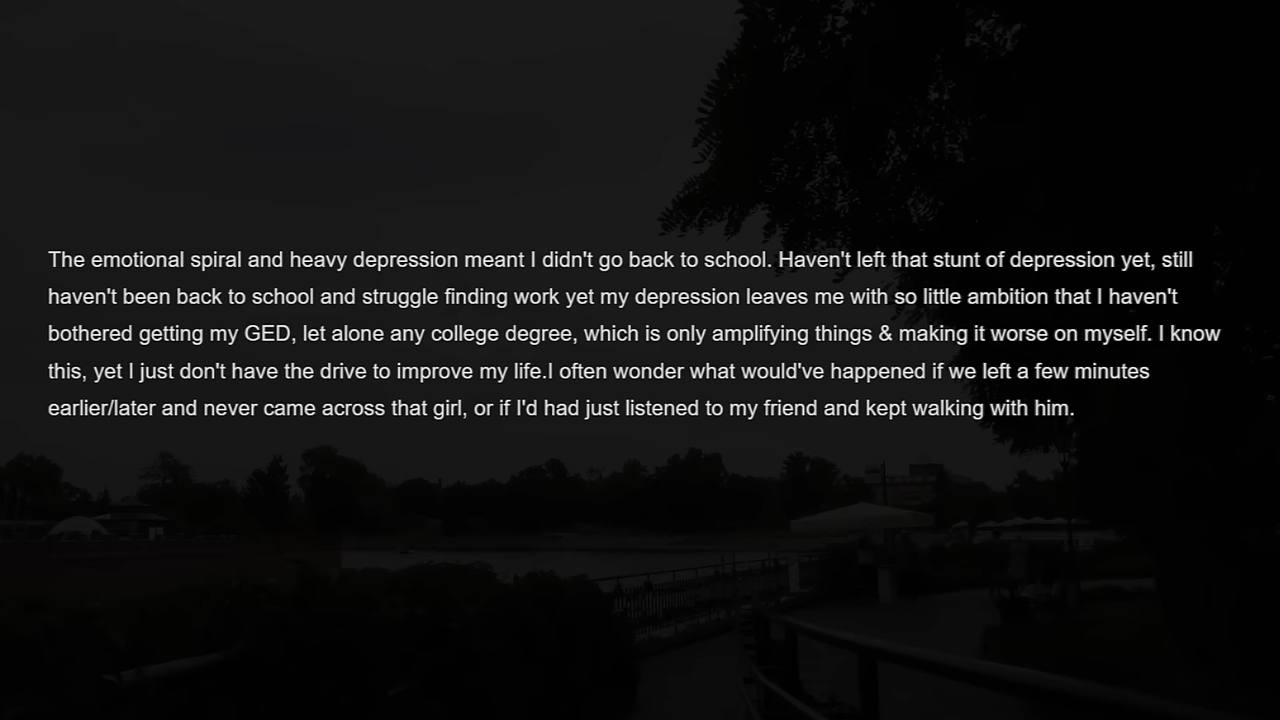 The emotional spiral and heavy depression meant I didn't go back to school. Haven't left that stunt of depression yet, still
haven't been back to school and struggle finding work yet my depression leaves me with so little ambition that I haven't
bothered getting my GED, let alone any college degree, which is only amplifying things & making it worse on myself. I know
this, yet I just don't have the drive to improve my life.I often wonder what would've happened if we left a few minutes
earlier/later and never came across that girl, or if I'd had just listened to my friend and kept walking with him.